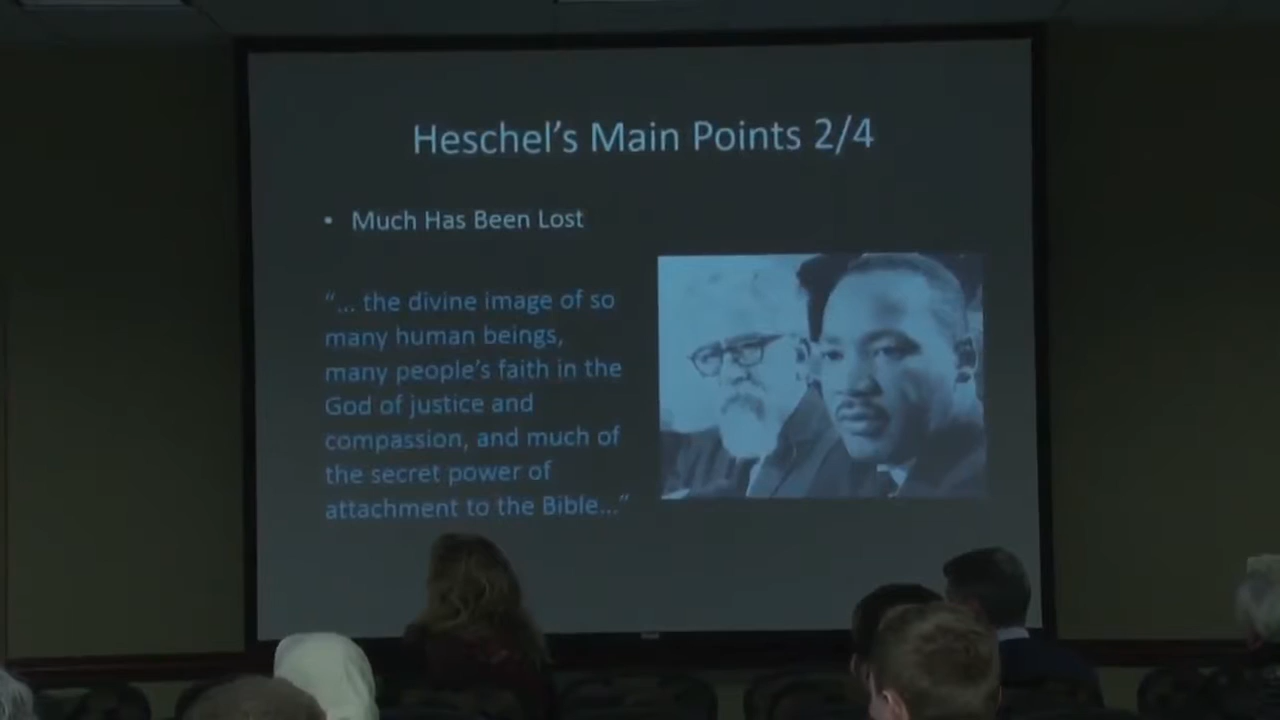 Heschel's Main Points 2/4
• Much Has Been Lost
“... the divine image of so
many human beings,
many people's faith in the
God of justice and
compassion, and much of
the secret power of
attachment to the Bible...”